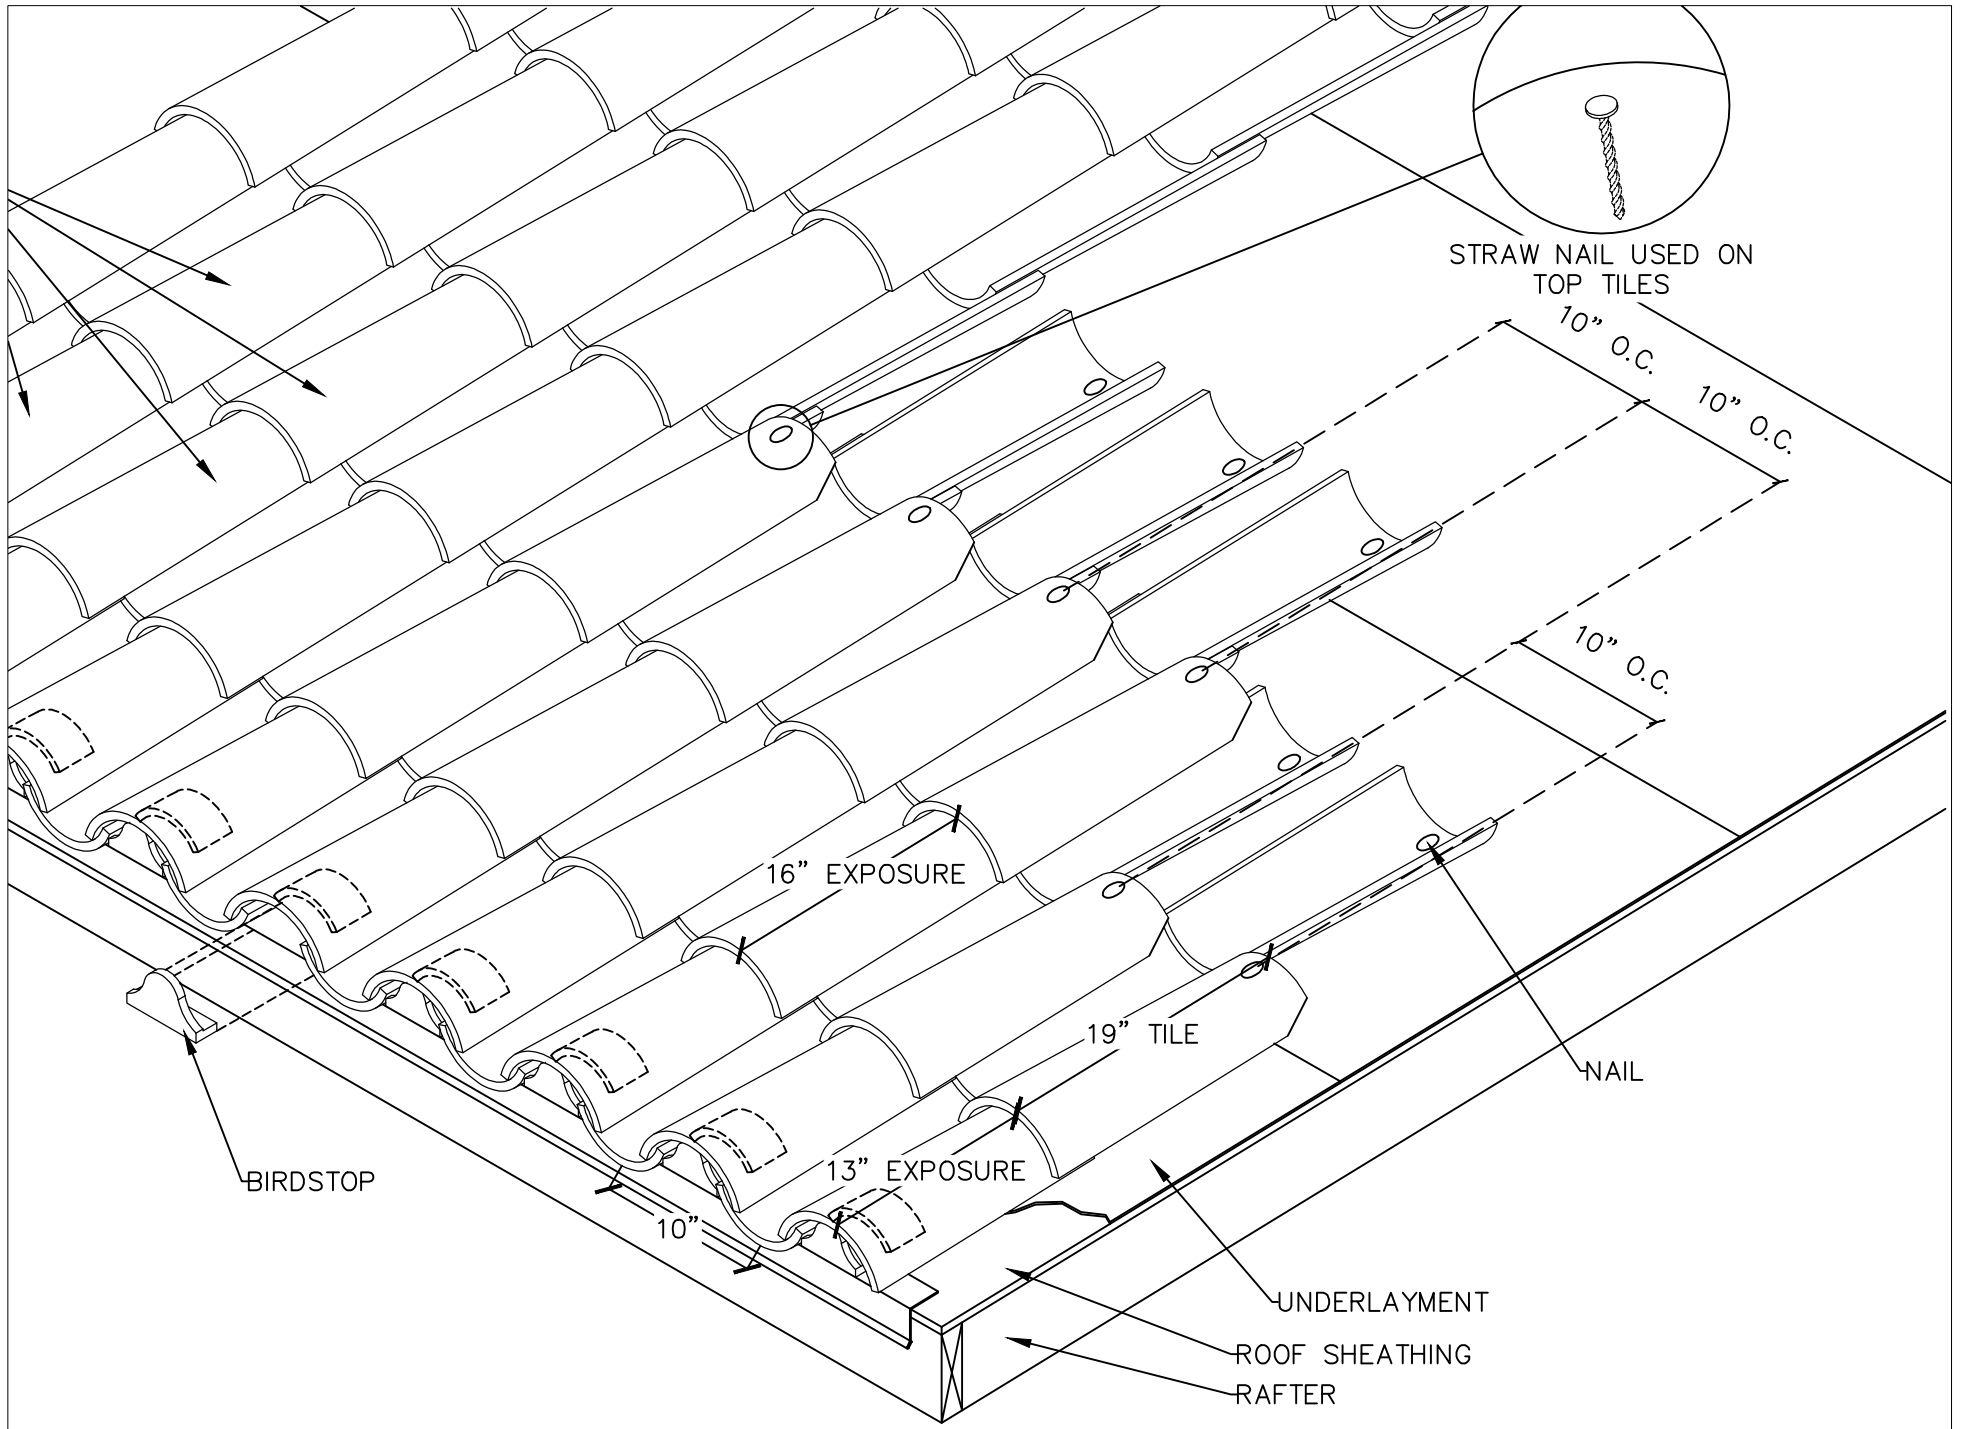 STRAW NAIL USED ON
TOP TILES
10” O.C.
10” O.C.
10” O.C.
16” EXPOSURE
19” TILE
NAIL
13” EXPOSURE
BIRDSTOP
10”
UNDERLAYMENT
ROOF SHEATHING
RAFTER